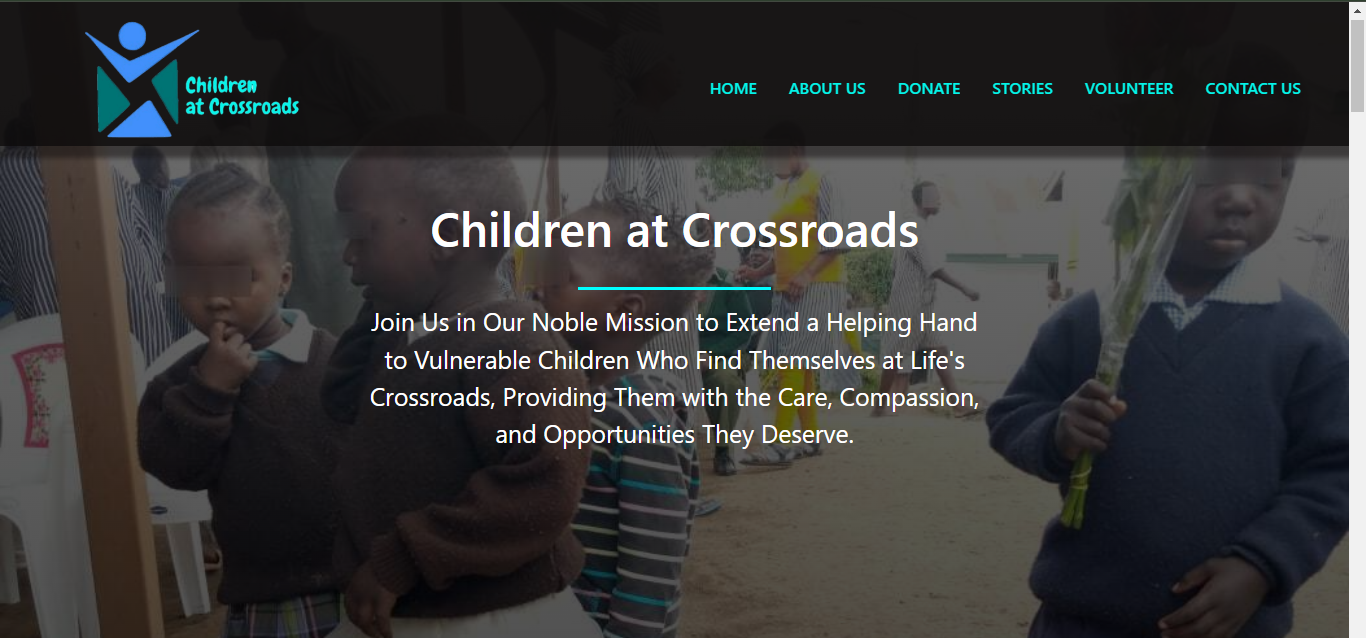 Children
at Crossroads
HOME ABOUT US DONATE STORIES VOLUNTEER CONTACT US
Children at Crossroads
Join Us in Our Noble Mission to Extend a Helping Hand
to Vulnerable Children Who Find Themselves at Life's
Crossroads, Providing Them with the Care, Compassion,
and Opportunities They Deserve.